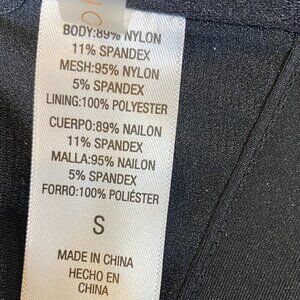 BODY:89% NYLON
11% SPANDEX
MESH:95% NYLON
5% SPANDEX
LINING:100% POLYESTER
CUERPO:89% NAILON
11% SPANDEX
MALLA:95% NAILON
5% SPANDEX
FORRO:100% POLIÉSTER
S
MADE IN CHINA
HECHO EN
CHINA